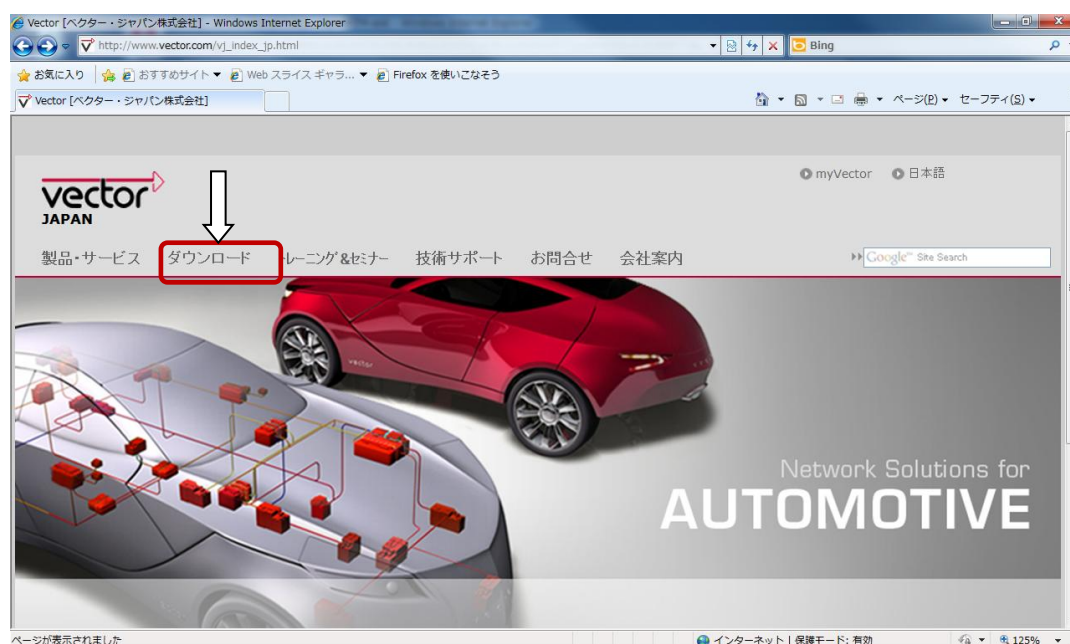 Vector [ベクター・ジャパン株式会社] - Windows Internet Explorer
http://www.vector.com/vj_index_jp.html
Bing
お気に入り おすすめサイト ▼ Web スライス ギャラ... ▼ Firefox を使いこなそう
Vector [ベクター・ジャパン株式会社]
ページ(P) セーフティ(S)
myVector 日本語
vector
JAPAN
製品・サービス ダウンロード レーニング&セミナー 技術サポート お問合せ 会社案内
Google™ Site Search
vector
Network Solutions for
AUTOMOTIVE
ページが表示されました
インターネット | 保護モード: 有効
125%